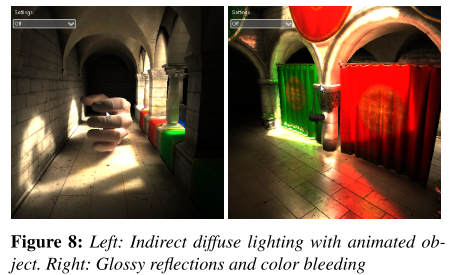 Settings
Off
Settings
Off
Figure 8: Left: Indirect diffuse lighting with animated ob-
ject. Right: Glossy reflections and color bleeding